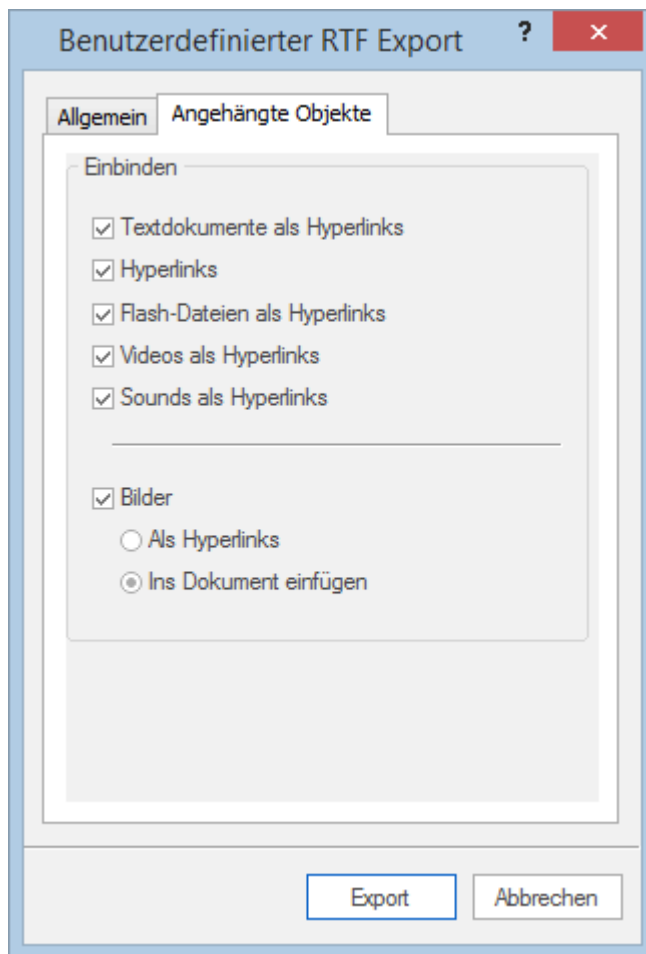 Benutzerdefinierter RTF Export ?
Allgemein Angehängte Objekte
Einbinden
Textdokumente als Hyperlinks
Hyperlinks
Flash-Dateien als Hyperlinks
Videos als Hyperlinks
Sounds als Hyperlinks
Bilder
Als Hyperlinks
Ins Dokument einfügen
Export Abbrechen